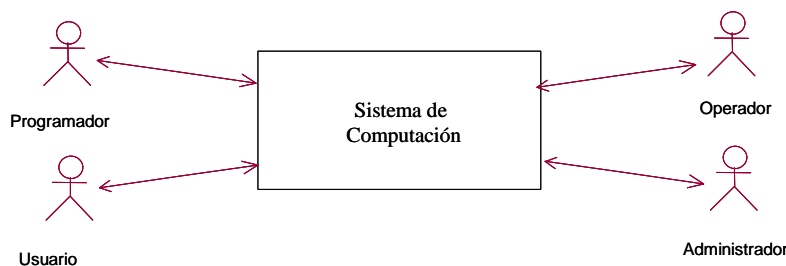 Programador
Sistema de
Computación
Operador
Usuario
Administrador